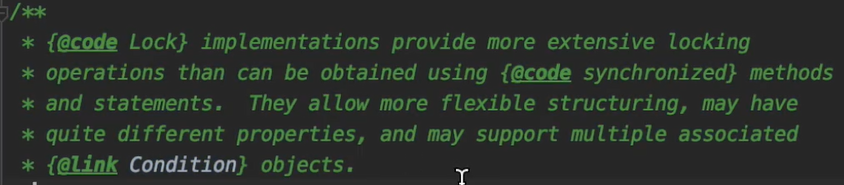 /**
* {@code Lock} implementations provide more extensive locking
* operations than can be obtained using {@code synchronized} methods
* and statements.  They allow more flexible structuring, may have
* quite different properties, and may support multiple associated
* {@link Condition} objects.